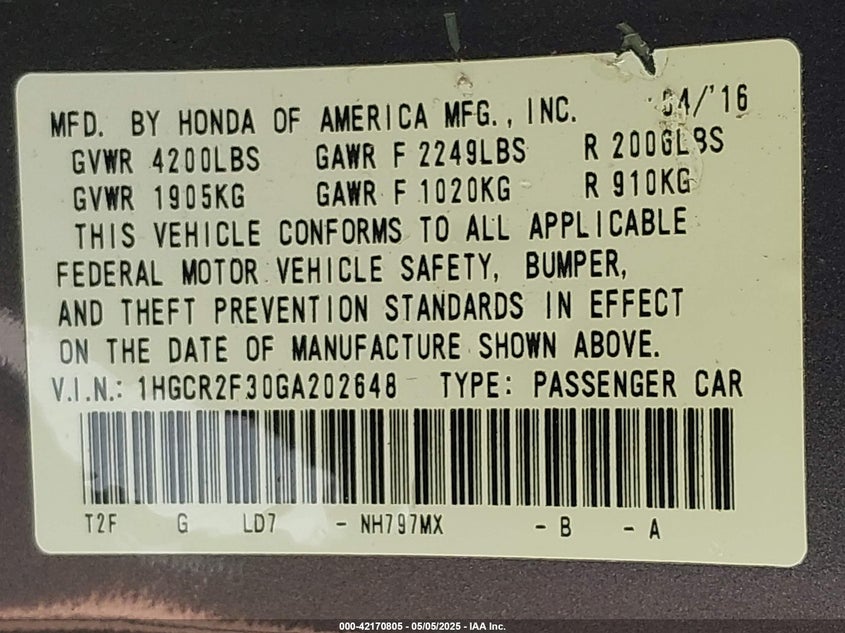 MFD. BY HONDA OF AMERICA MFG., INC. 04/'16
GVWR 4200LBS GAWR F 2249LBS R 2006LBS
GVWR 1905KG GAWR F 1020KG R 910KG
THIS VEHICLE CONFORMS TO ALL APPLICABLE
FEDERAL MOTOR VEHICLE SAFETY, BUMPER,
AND THEFT PREVENTION STANDARDS IN EFFECT
ON THE DATE OF MANUFACTURE SHOWN ABOVE.
V.I.N.: 1HGCR2F30GA202648 TYPE: PASSENGER CAR
T2F G LD7 - NH797MX - B - A
000-42170805 - 05/05/2025 - IAA Inc.